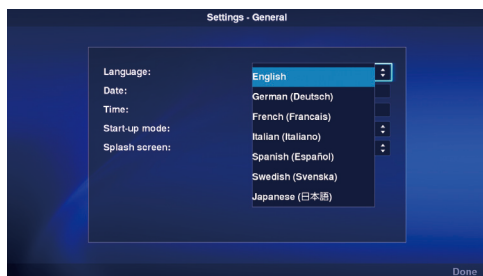 Settings - General
Language:
Date:
Time:
Start-up mode:
Splash screen:
English
German (Deutsch)
French (Francais)
Italian (Italiano)
Spanish (Español)
Swedish (Svenska)
Japanese (日本語)
Done